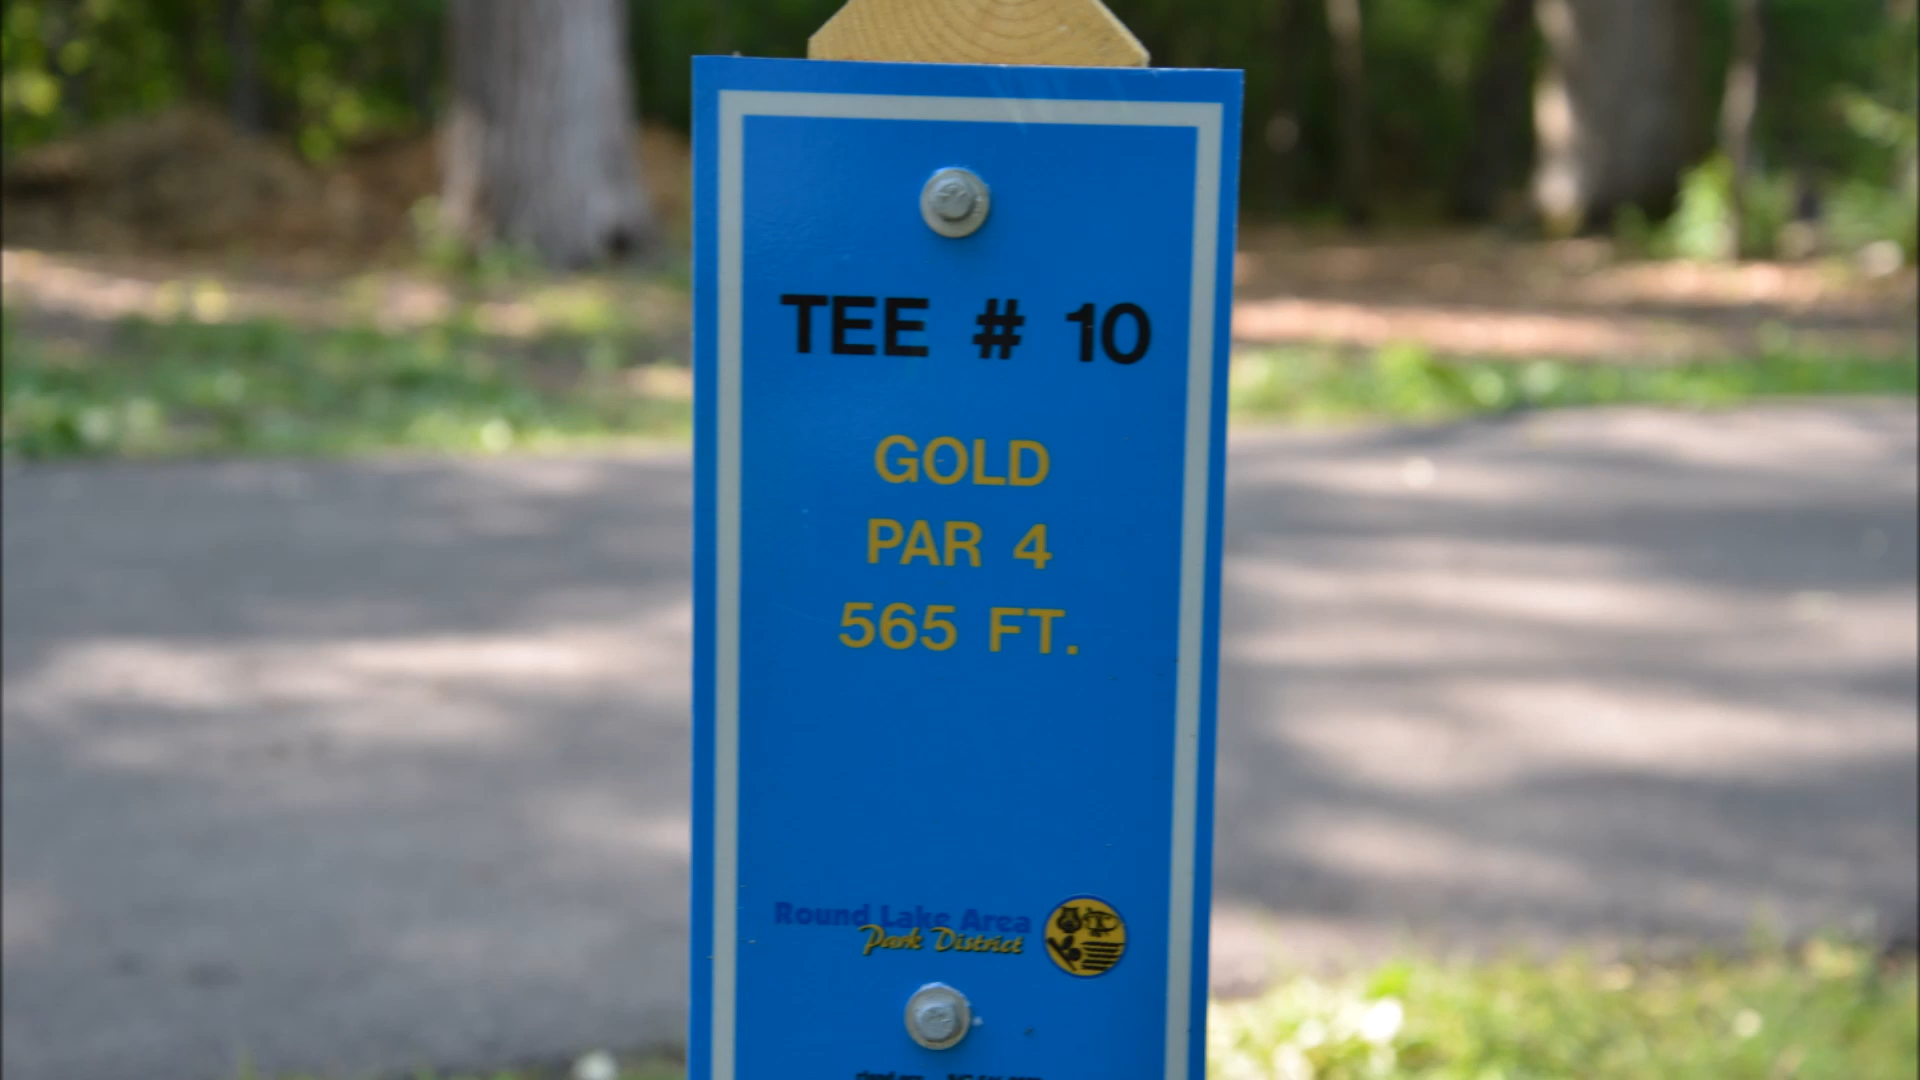 TEE # 10
GOLD
PAR 4
565 FT.
Round Lake Area
Park District